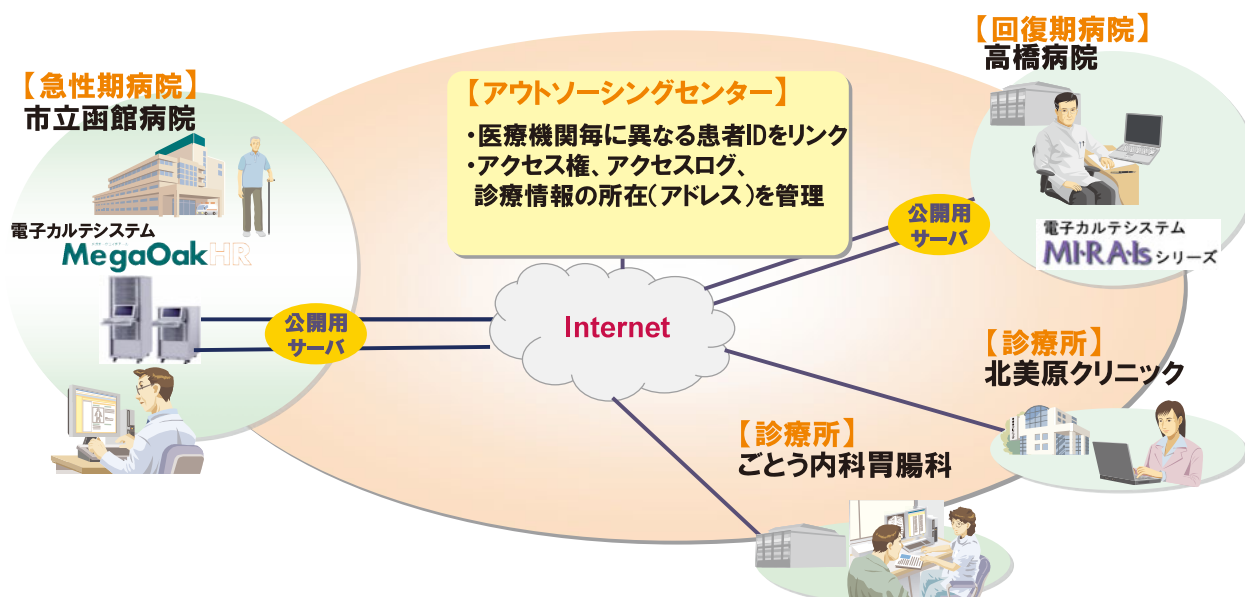 【急性期病院】
市立函館病院
電子カルテシステム
MegaOakHR
公開用
サーバ
【アウトソーシングセンター】
・医療機関毎に異なる患者IDをリンク
・アクセス権、アクセスログ、
診療情報の所在(アドレス)を管理
Internet
【回復期病院】
高橋病院
公開用
サーバ
電子カルテシステム
MI・RA・Isシリーズ
【診療所】
北美原クリニック
【診療所】
ごとう内科胃腸科